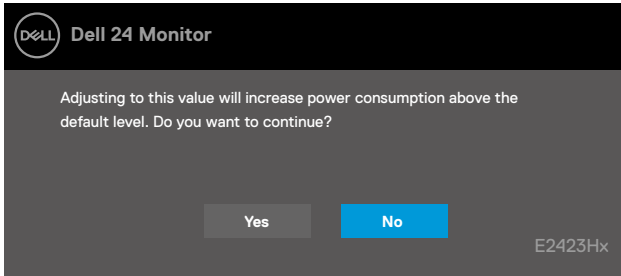 DELL
Dell 24 Monitor
Adjusting to this value will increase power consumption above the
default level. Do you want to continue?
Yes
No
E2423Hx